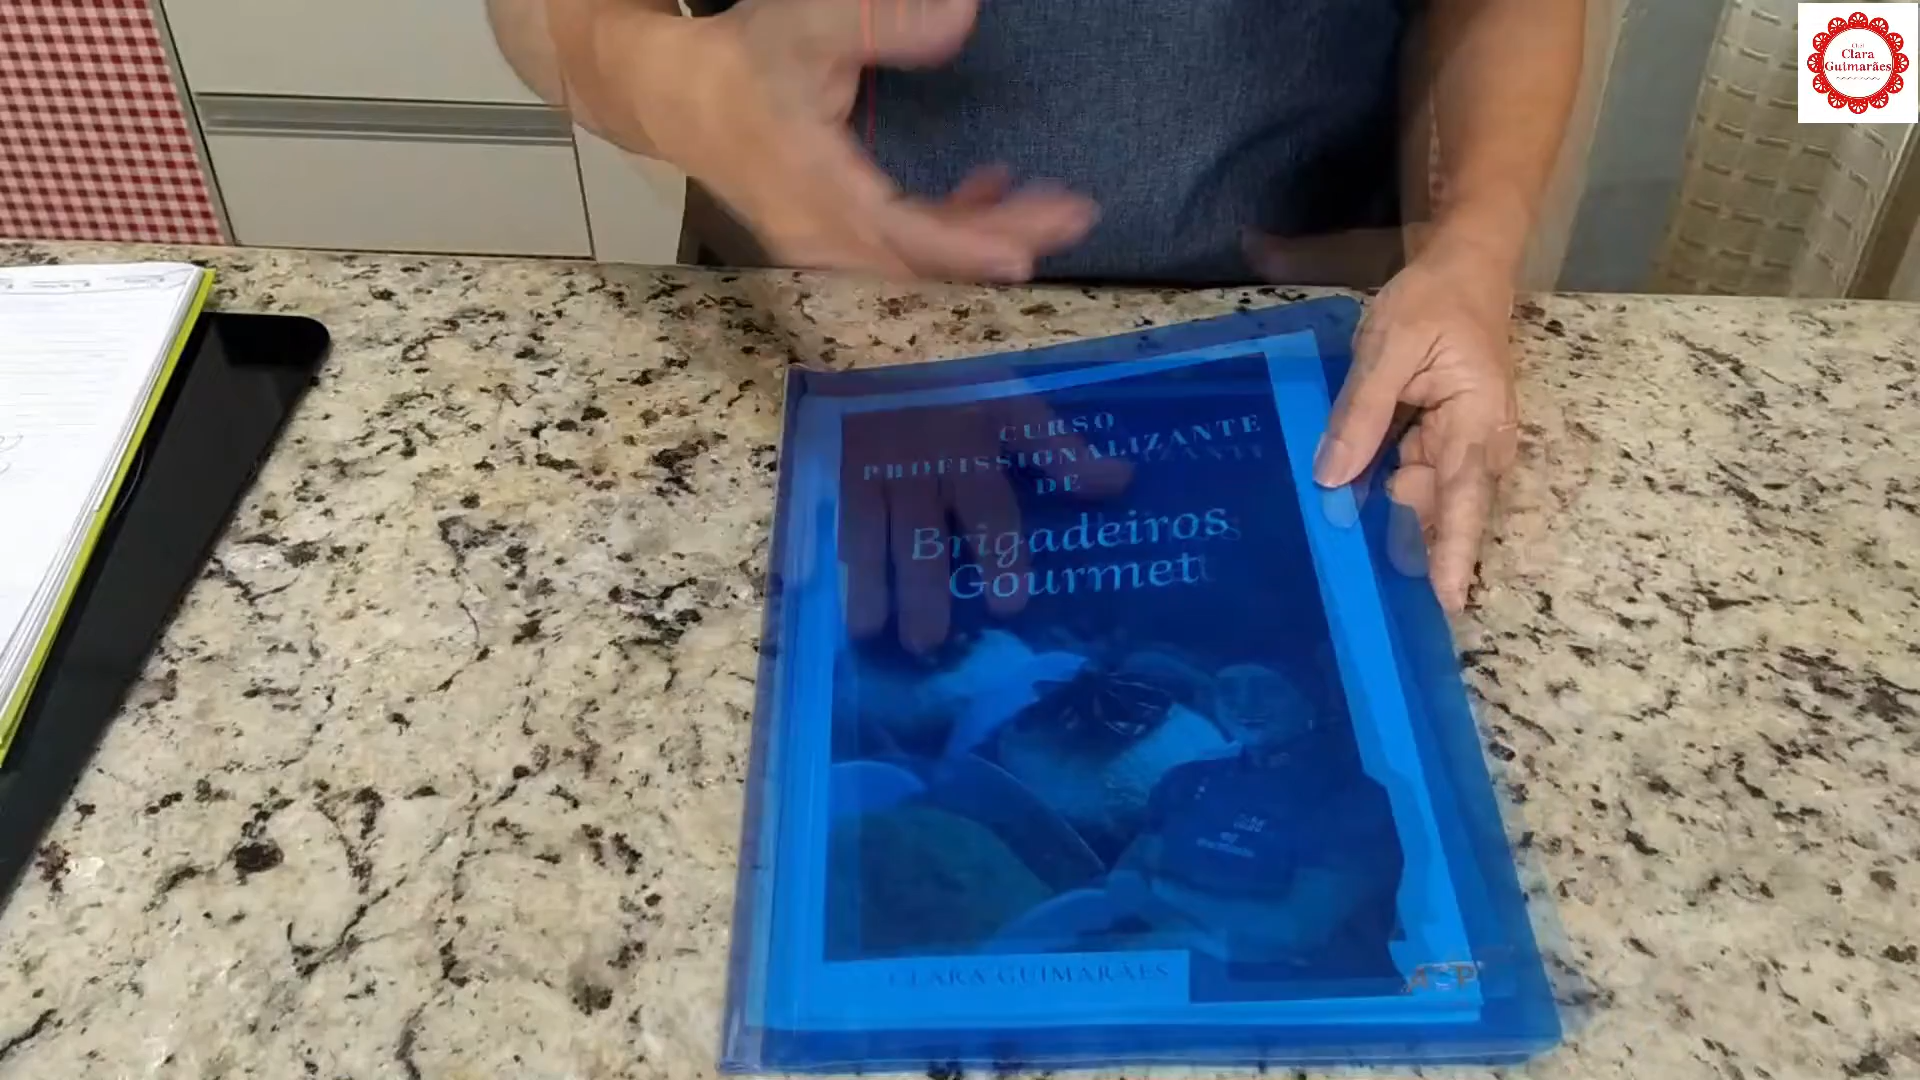 Clara
Guimarães
CURSO
PROFISSIONALIZANTE
DE
Brigadeiros
Gourmet
CLARA GUIMARÃES